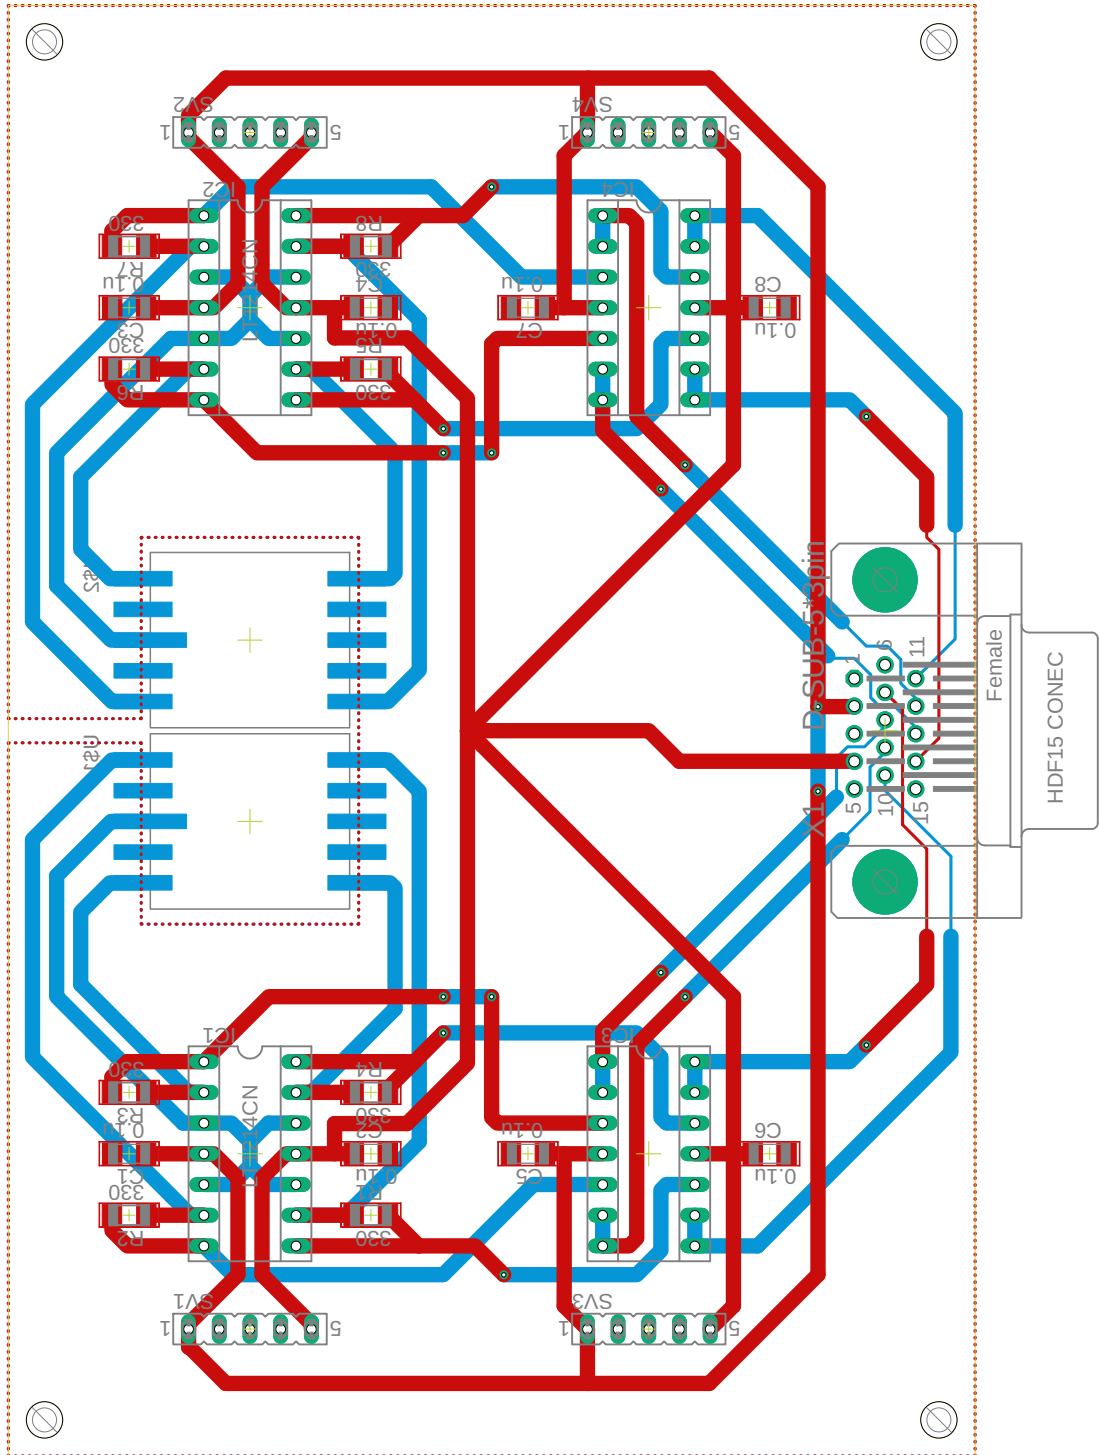 SV2
1
5
SV4
1
5
IC2
IC4
330
R7
R8
330
LT1214CN
0.1u
C3
C4
0.1u
0.1u
C7
C8
0.1u
330
R6
R5
330
D-SUB-5*3pin
1
6
11
Female
HDF15 CONEC
X1
5
10
15
IC1
IC3
330
R3
R4
330
0.1u
C1
C2
0.1u
0.1u
C5
C6
0.1u
330
R2
R1
330
SV1
1
5
SV3
1
5